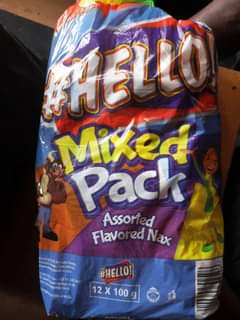 #HELLO!
Mixed
Pack
Assorted
Flavored Nax
#HELLO!
12 X 100 g